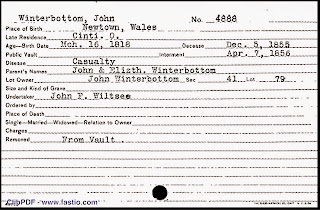 Winterbottom, John No. 4888
Place of Birth Newtown, Wales
Late Residence Cinti. O.
Age—Birth Date Mch. 16, 1818 Decease Dec. 5, 1855
Public Vault Interment Apr. 7, 1856
Disease Casualty
Parent's Names John & Elizth. Winterbottom
Lot Owner John Winterbottom Sec 41 Lot 79
Size and Kind of Grave
Undertaker John P. Wiltsee
Ordered by
Place of Death
Single—Married—Widowed—Relation to Owner
Charges
Removed From Vault.
ClipPDF - www.fastio.com